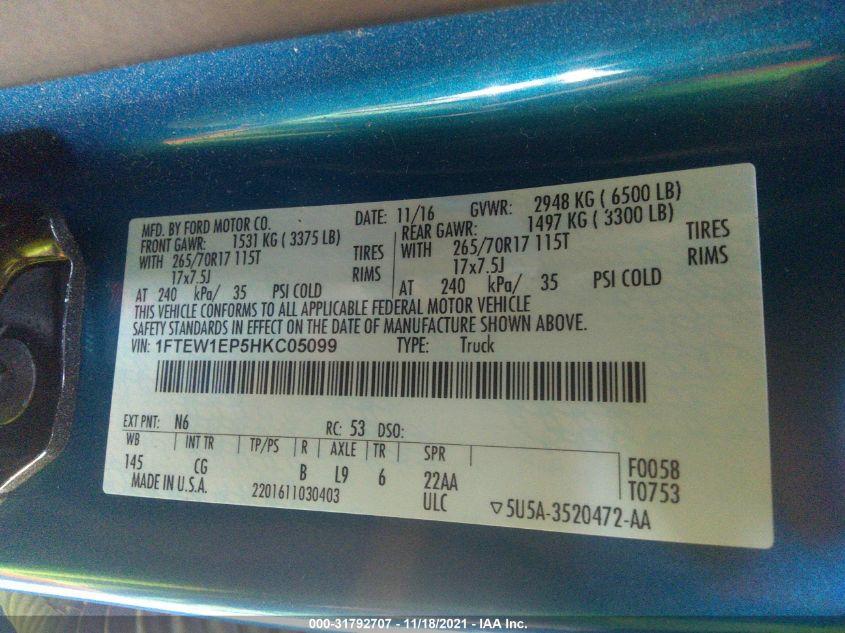 MFD. BY FORD MOTOR CO. DATE: 11/16 GVWR: 2948 KG ( 6500 LB)
FRONT GAWR: 1531 KG ( 3375 LB) REAR GAWR: 1497 KG ( 3300 LB)
WITH 265/70R17 115T TIRES WITH 265/70R17 115T TIRES
17x7.5J RIMS 17x7.5J RIMS
AT 240 kPa/ 35 PSI COLD AT 240 kPa/ 35 PSI COLD
THIS VEHICLE CONFORMS TO ALL APPLICABLE FEDERAL MOTOR VEHICLE
SAFETY STANDARDS IN EFFECT ON THE DATE OF MANUFACTURE SHOWN ABOVE.
VIN: 1FTEW1EP5HKC05099 TYPE: Truck
EXT PNT: N6 RC: 53 DSO:
WB INT TR TP/PS R AXLE TR SPR
145 CG B L9 6 22AA F0058
MADE IN U.S.A. 2201611030403 ULC T0753
▽5U5A-3520472-AA
000-31792707 - 11/18/2021 - IAA Inc.